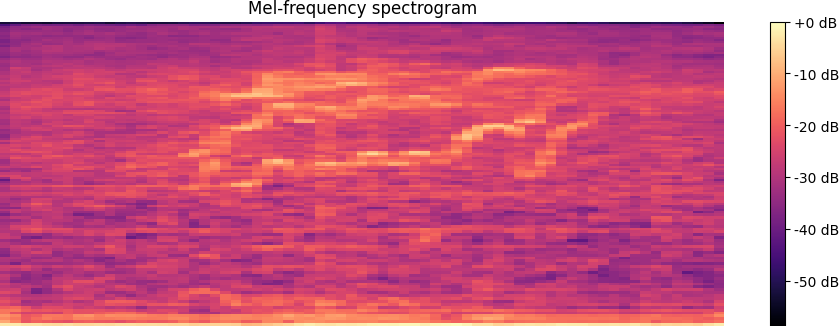 Mel-frequency spectrogram
+0 dB
-10 dB
-20 dB
-30 dB
-40 dB
-50 dB